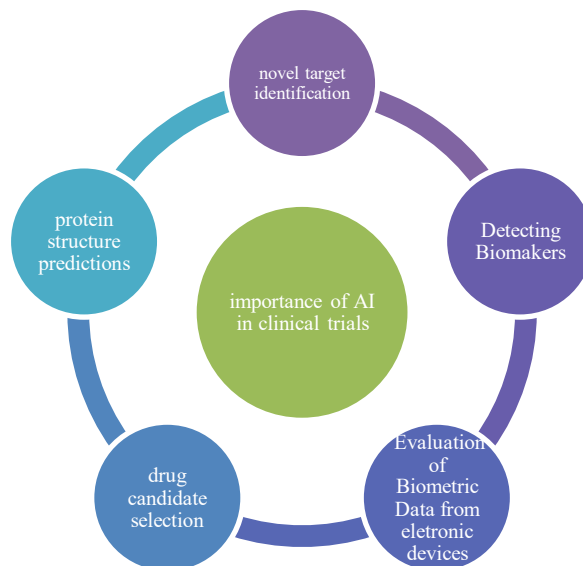 novel target
identification
Detecting
Biomakers
Evaluation
of
Biometric
Data from
eletronic
devices
drug
candidate
selection
protein
structure
predictions
importance of AI
in clinical trials